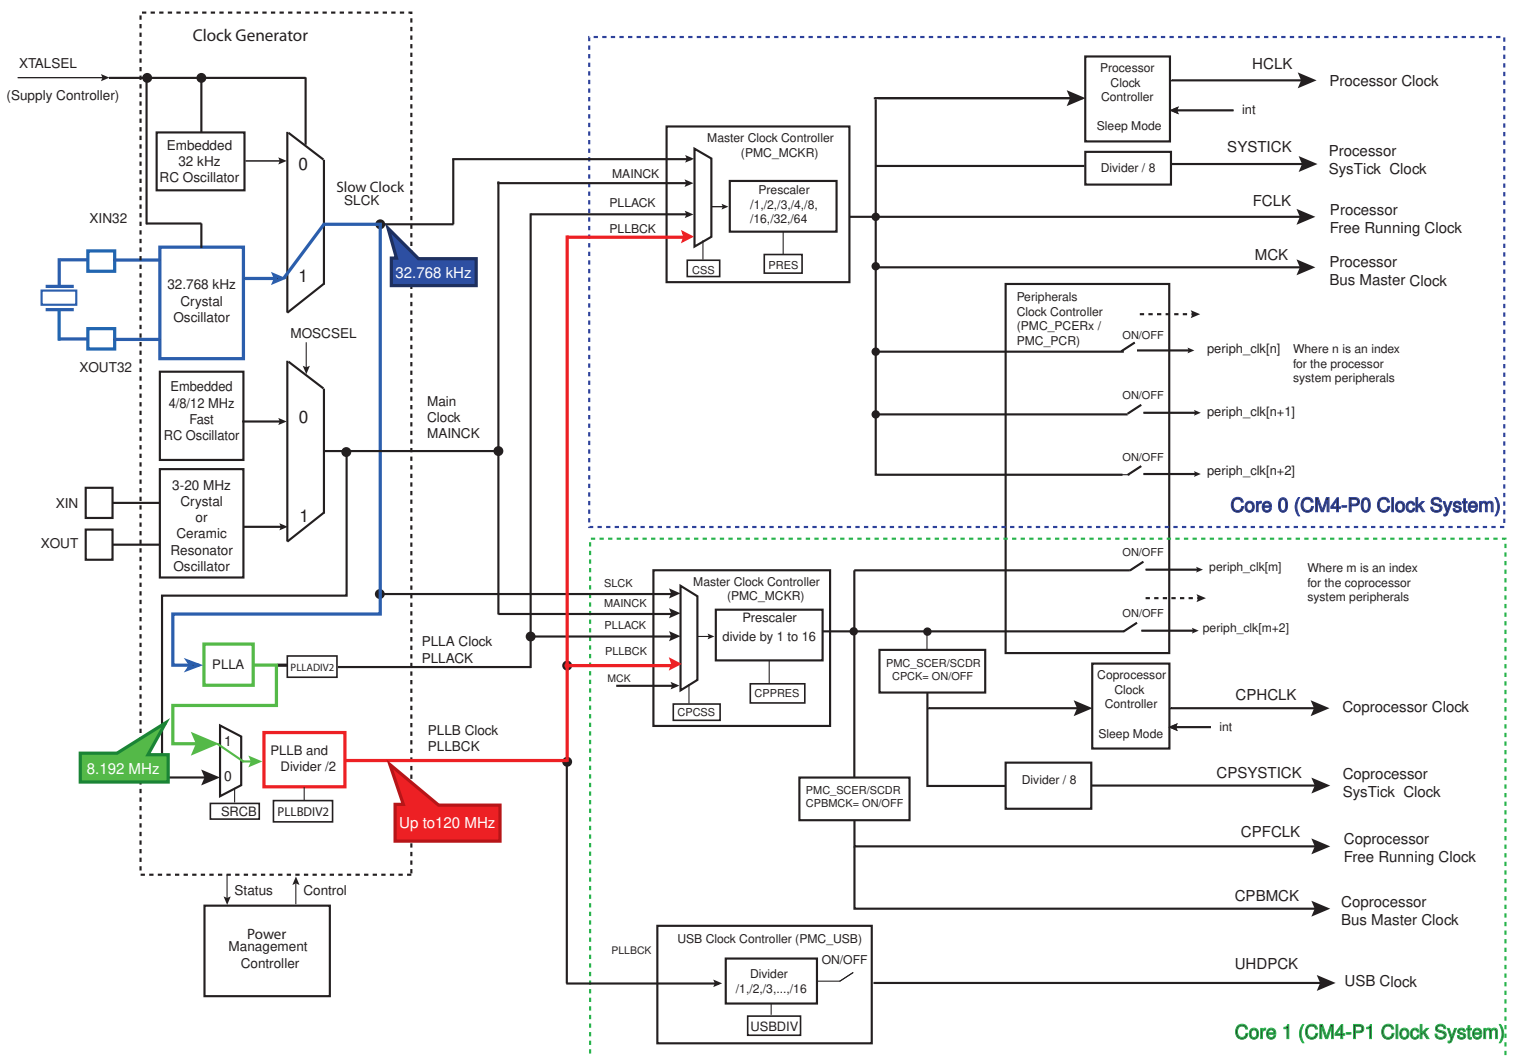 Clock Generator
XTALSEL
(Supply Controller)
Embedded
32 kHz
RC Oscillator
0
Slow Clock
SLCK
XIN32
32.768 kHz
Crystal
Oscillator
1
32.768 kHz
XOUT32
MOSCSEL
Embedded
4/8/12 MHz
Fast
RC Oscillator
0
Main
Clock
MAINCK
XIN
XOUT
3-20 MHz
Crystal
or
Ceramic
Resonator
Oscillator
1
PLLA
PLLADIV2
PLLA Clock
PLLACK
8.192 MHz
1
0
SRCB
PLLB and
Divider /2
PLLBDIV2
PLLB Clock
PLLBCK
Up to120 MHz
Status
Control
Power
Management
Controller
Master Clock Controller
(PMC_MCKR)
MAINCK
PLLACK
PLLBCK
Prescaler
/1,/2,/3,/4,/8,
/16,/32,/64
CSS
PRES
Processor
Clock
Controller
Sleep Mode
HCLK
Processor Clock
int
Divider / 8
SYSTICK
Processor
SysTick Clock
FCLK
Processor
Free Running Clock
MCK
Processor
Bus Master Clock
Peripherals
Clock Controller
(PMC_PCERx /
PMC_PCR)
ON/OFF
periph_clk[n]
Where n is an index
for the processor
system peripherals
ON/OFF
periph_clk[n+1]
ON/OFF
periph_clk[n+2]
Core 0 (CM4-P0 Clock System)
ON/OFF
periph_clk[m]
Where m is an index
for the coprocessor
system peripherals
ON/OFF
periph_clk[m+2]
SLCK
MAINCK
PLLACK
PLLBCK
MCK
Master Clock Controller
(PMC_MCKR)
Prescaler
divide by 1 to 16
CPPRES
CPCSS
PMC_SCER/SCDR
CPCK= ON/OFF
Coprocessor
Clock
Controller
Sleep Mode
CPHCLK
Coprocessor Clock
int
PMC_SCER/SCDR
CPBMCK= ON/OFF
Divider / 8
CPSYSTICK
Coprocessor
SysTick Clock
CPFCLK
Coprocessor
Free Running Clock
CPBMCK
Coprocessor
Bus Master Clock
PLLBCK
USB Clock Controller (PMC_USB)
Divider
/1,/2,/3,...,/16
ON/OFF
USBDIV
UHDPCK
USB Clock
Core 1 (CM4-P1 Clock System)